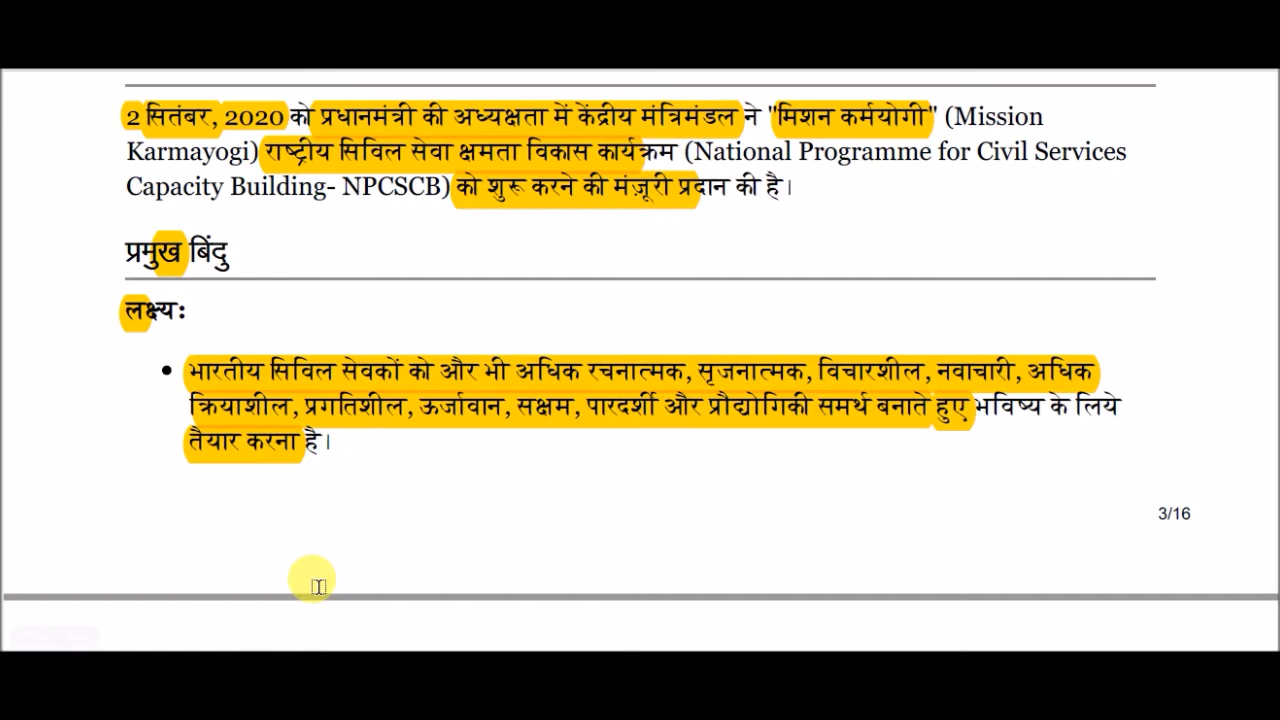 2 सितंबर, 2020 को प्रधानमंत्री की अध्यक्षता में केंद्रीय मंत्रिमंडल ने "मिशन कर्मयोगी" (Mission
Karmayogi) राष्ट्रीय सिविल सेवा क्षमता विकास कार्यक्रम (National Programme for Civil Services
Capacity Building- NPCSCB) को शुरू करने की मंज़ूरी प्रदान की है।
प्रमुख बिंदु
लक्ष्य:
• भारतीय सिविल सेवकों को और भी अधिक रचनात्मक, सृजनात्मक, विचारशील, नवाचारी, अधिक
क्रियाशील, प्रगतिशील, ऊर्जावान, सक्षम, पारदर्शी और प्रौद्योगिकी समर्थ बनाते हुए भविष्य के लिये
तैयार करना है।
3/16